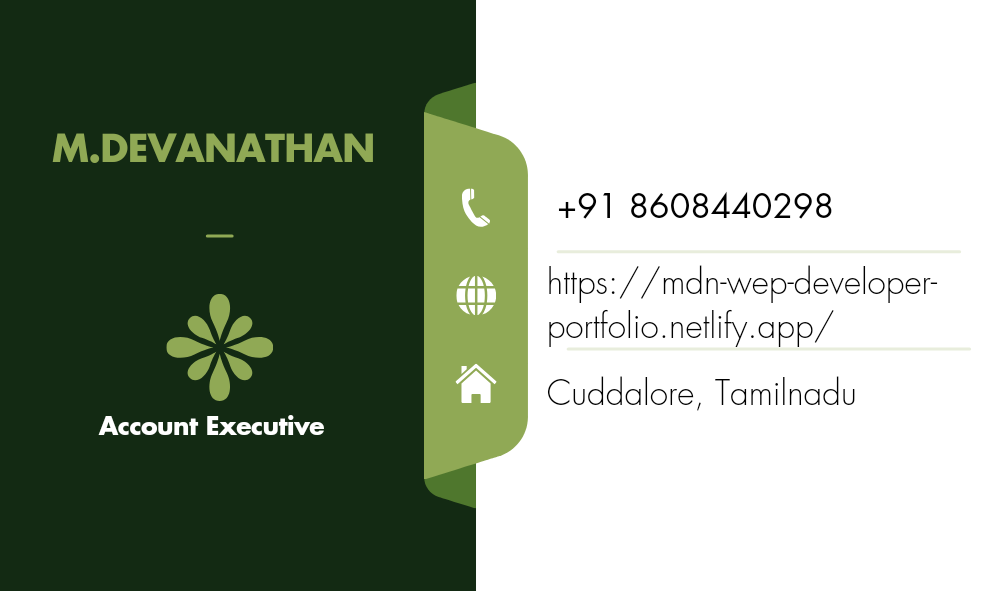 M.DEVANATHAN
Account Executive
+91 8608440298
https://mdn-wep-developer-
portfolio.netlify.app/
Cuddalore, Tamilnadu